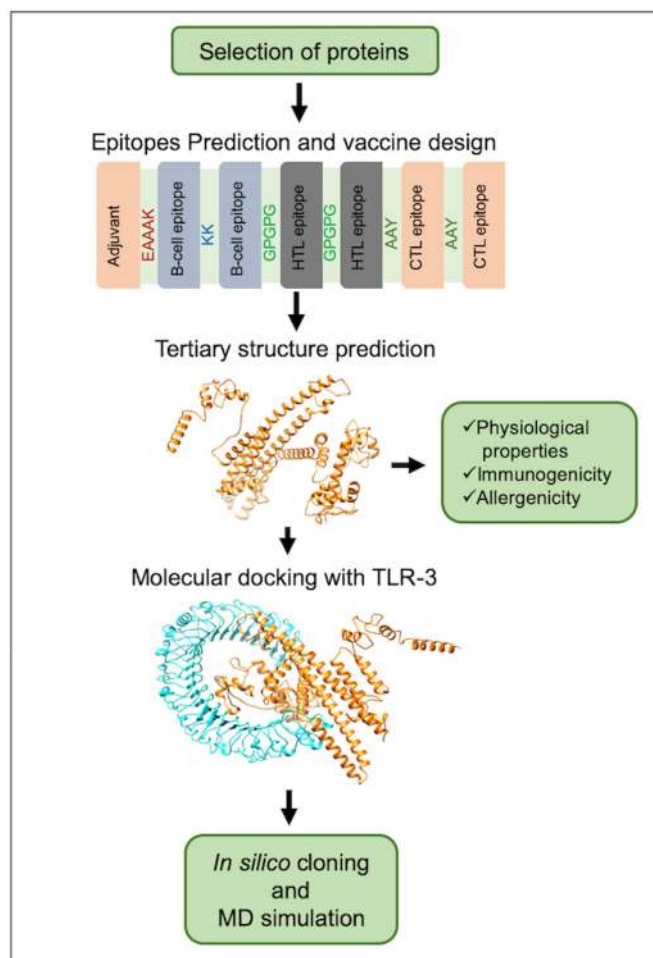 Selection of proteins
Epitopes Prediction and vaccine design
Adjuvant
EAAAK
B-cell epitope
KK
B-cell epitope
GPGPG
HTL epitope
GPGPG
HTL epitope
AAY
CTL epitope
AAY
CTL epitope
Tertiary structure prediction
✓Physiological
properties
✓Immunogenicity
✓Allergenicity
Molecular docking with TLR-3
In silico cloning
and
MD simulation